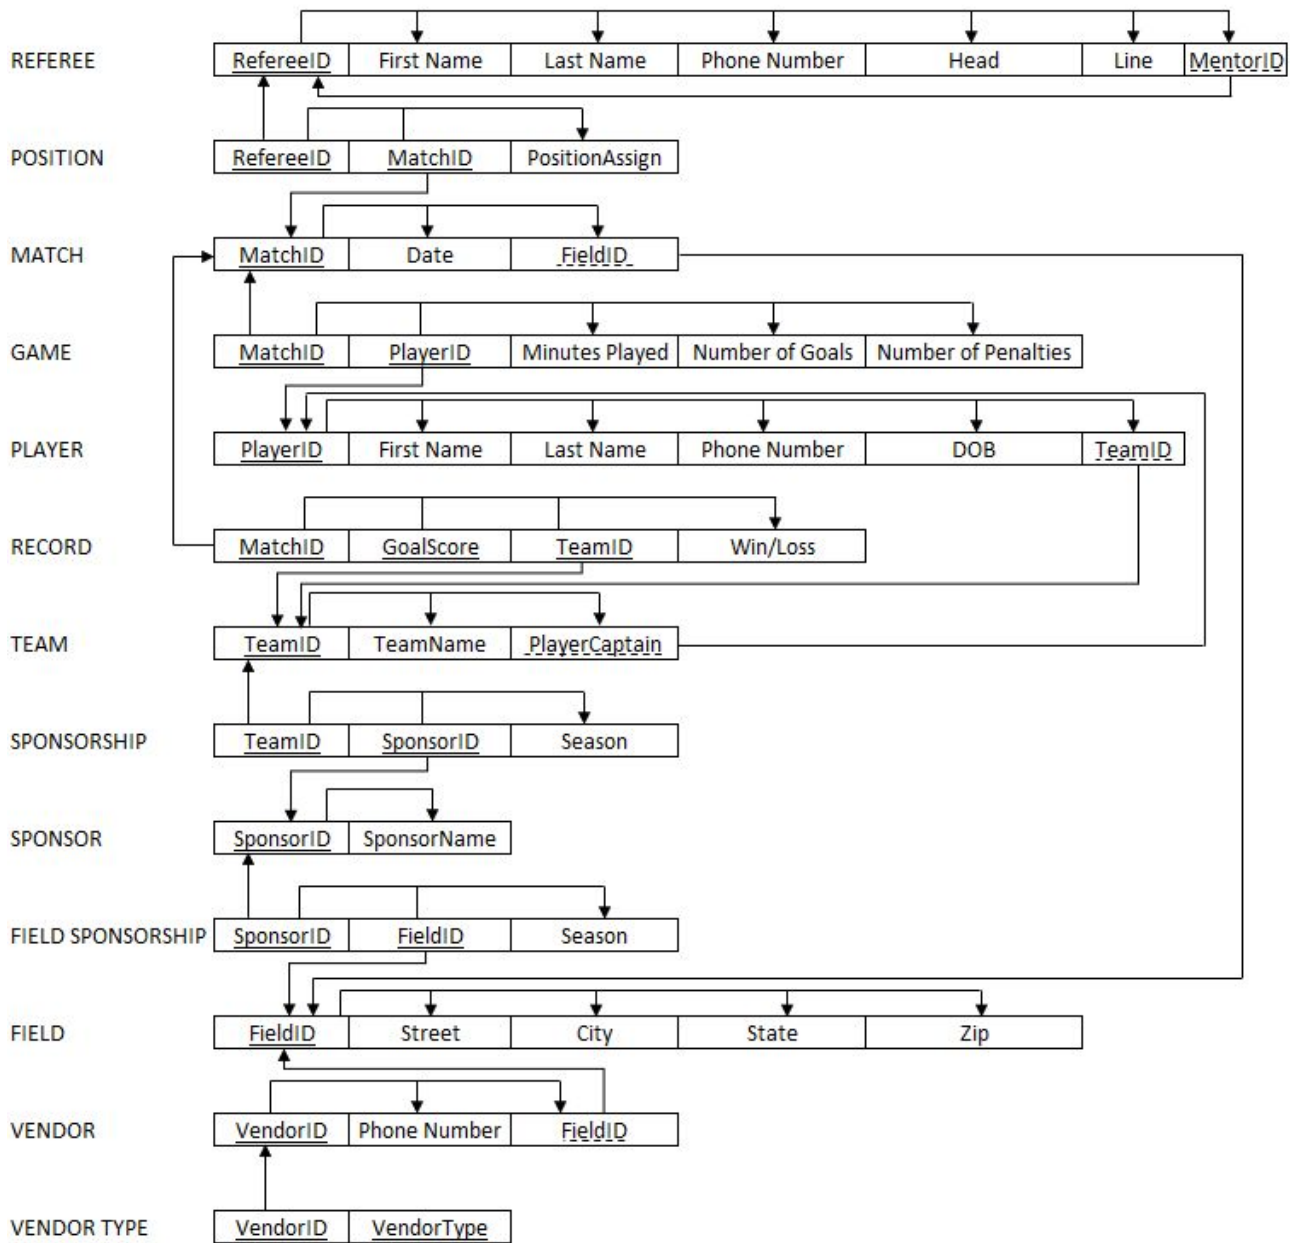 REFEREE RefereeID First Name Last Name Phone Number Head Line MentorID
POSITION RefereeID MatchID PositionAssign
MATCH MatchID Date FieldID
GAME MatchID PlayerID Minutes Played Number of Goals Number of Penalties
PLAYER PlayerID First Name Last Name Phone Number DOB TeamID
RECORD MatchID GoalScore TeamID Win/Loss
TEAM TeamID TeamName PlayerCaptain
SPONSORSHIP TeamID SponsorID Season
SPONSOR SponsorID SponsorName
FIELD SPONSORSHIP SponsorID FieldID Season
FIELD FieldID Street City State Zip
VENDOR VendorID Phone Number FieldID
VENDOR TYPE VendorID VendorType